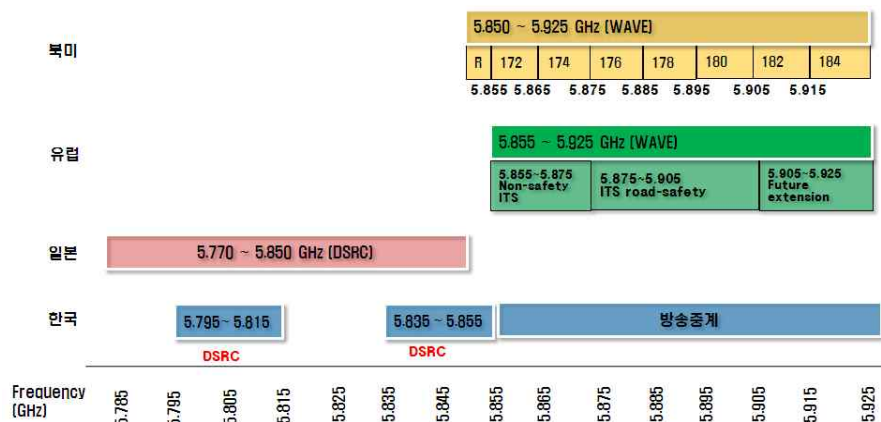 북미
5.850 ~ 5.925 GHz (WAVE)
R 172 174 176 178 180 182 184
5.855 5.865 5.875 5.885 5.895 5.905 5.915
유럽
5.855 ~ 5.925 GHz (WAVE)
5.855~5.875
Non-safety
ITS
5.875~5.905
ITS road-safety
5.905~5.925
Future
extension
일본
5.770 ~ 5.850 GHz (DSRC)
한국
5.795~ 5.815
5.835 ~ 5.855
방송중계
DSRC
DSRC
Frequency
(GHz)
5.785 5.795 5.805 5.815 5.825 5.835 5.845 5.855 5.865 5.875 5.885 5.895 5.905 5.915 5.925